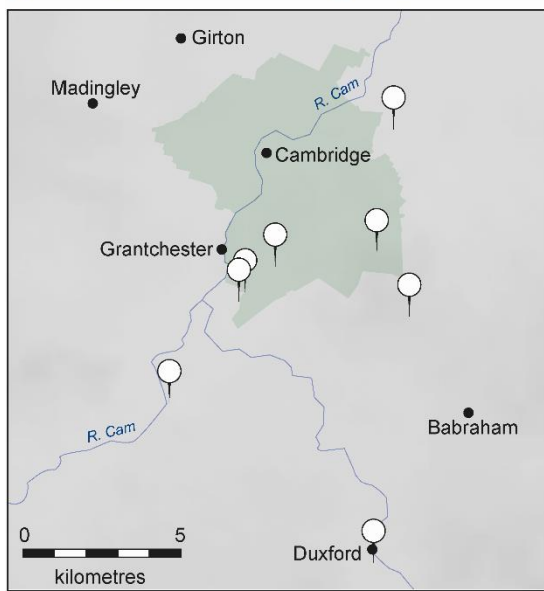 Girton
Madingley
R. Cam
Cambridge
Grantchester
R. Cam
Babraham
0 5
kilometres
Duxford